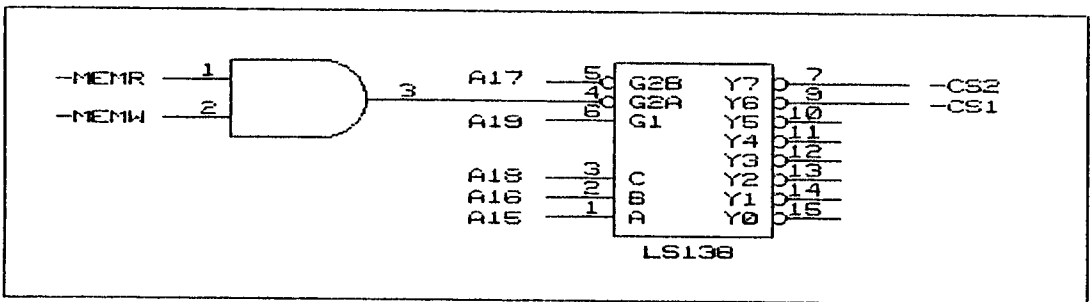 -MEMR 1
-MEMW 2
3
A17 5 G2B Y7 7 -CS2
4 G2A Y6 9 -CS1
A19 6 G1 Y5 10
Y4 11
Y3 12
A18 3 C Y2 13
A16 2 B Y1 14
A15 1 A Y0 15
LS138